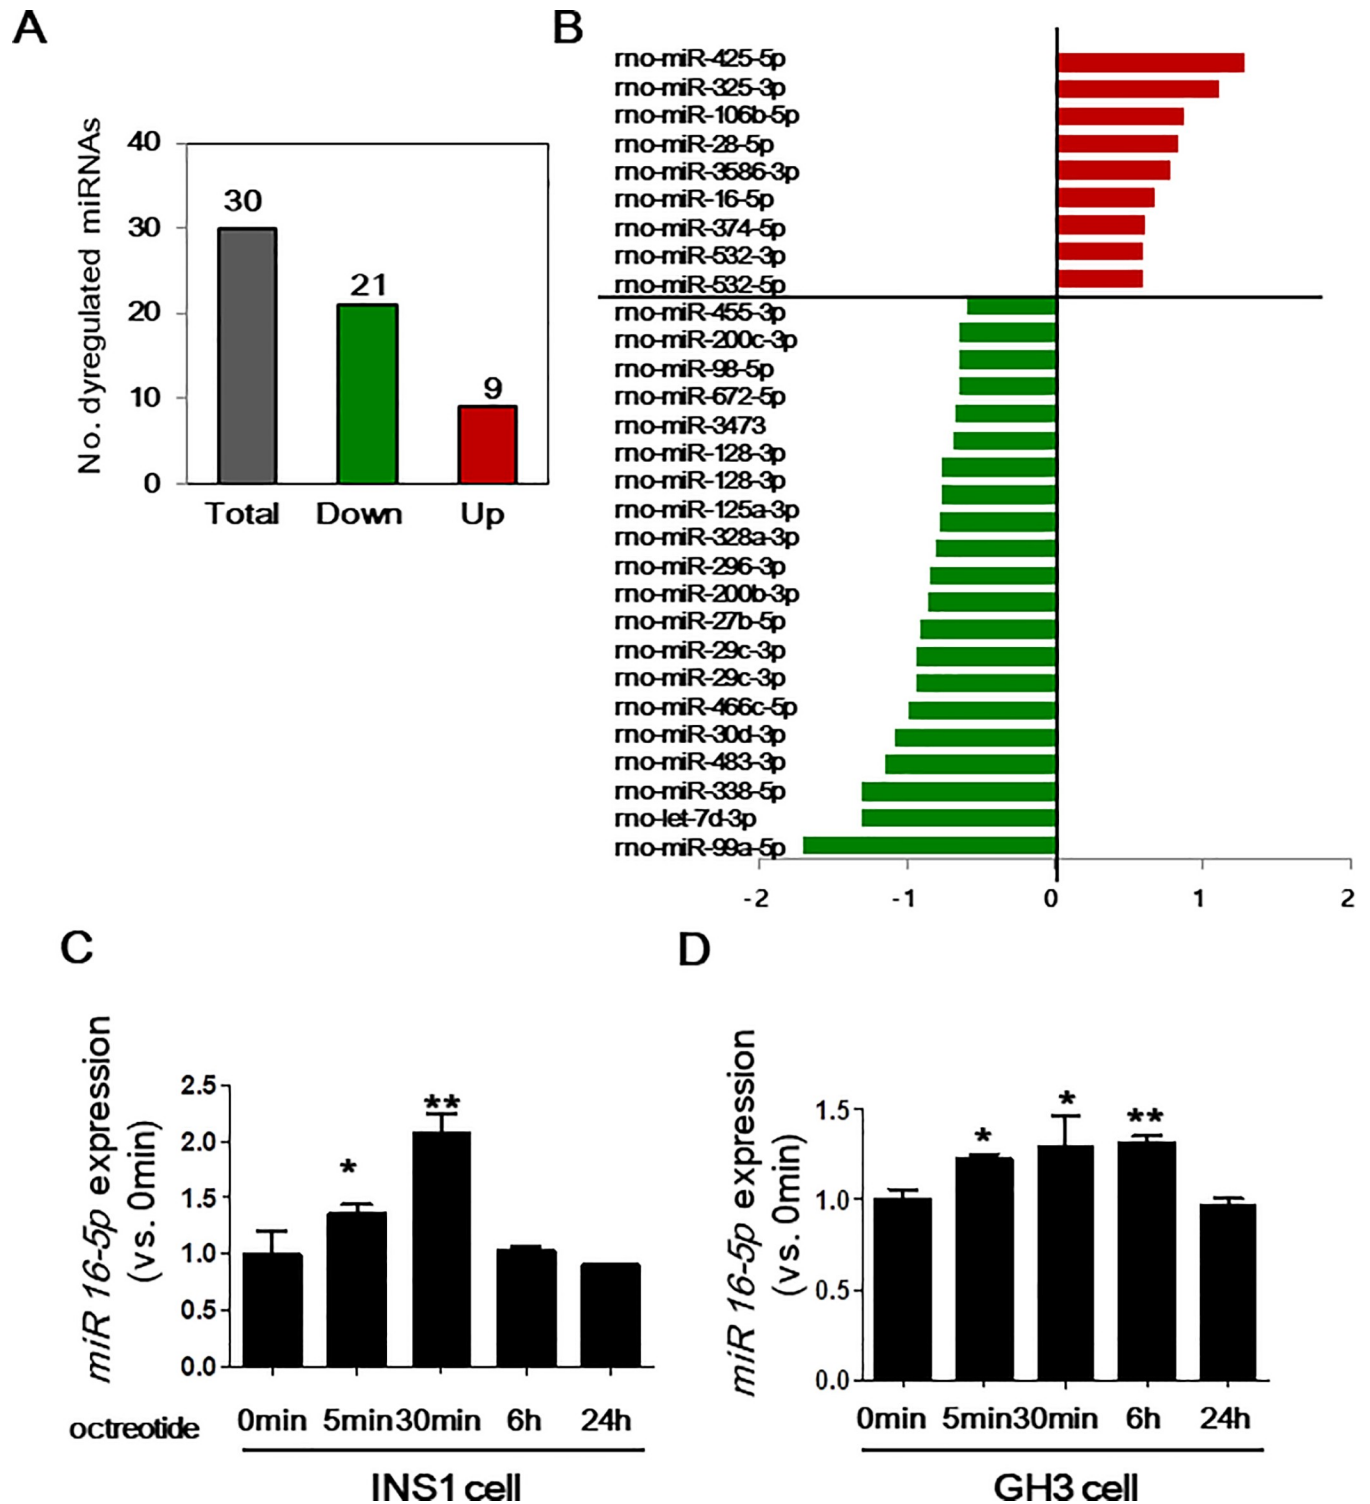 A
No. dyregulated miRNAs
40
30
20
10
0
30
21
9
Total Down Up
B
rno-miR-425-5p
rno-miR-325-3p
rno-miR-106b-5p
rno-miR-28-5p
rno-miR-3586-3p
rno-miR-16-5p
rno-miR-374-5p
rno-miR-532-3p
rno-miR-532-5p
rno-miR-455-3p
rno-miR-200c-3p
rno-miR-98-5p
rno-miR-672-5p
rno-miR-3473
rno-miR-128-3p
rno-miR-128-3p
rno-miR-125a-3p
rno-miR-328a-3p
rno-miR-296-3p
rno-miR-200b-3p
rno-miR-27b-5p
rno-miR-29c-3p
rno-miR-29c-3p
rno-miR-466c-5p
rno-miR-30d-3p
rno-miR-483-3p
rno-miR-338-5p
rno-let-7d-3p
rno-miR-99a-5p
-2 -1 0 1 2
C
miR 16-5p expression
(vs. 0min)
2.5
2.0
1.5
1.0
0.5
0.0
*
**
octreotide 0min 5min 30min 6h 24h
INS1 cell
D
miR 16-5p expression
(vs. 0min)
1.5
1.0
0.5
0.0
*
*
**
0min 5min 30min 6h 24h
GH3 cell